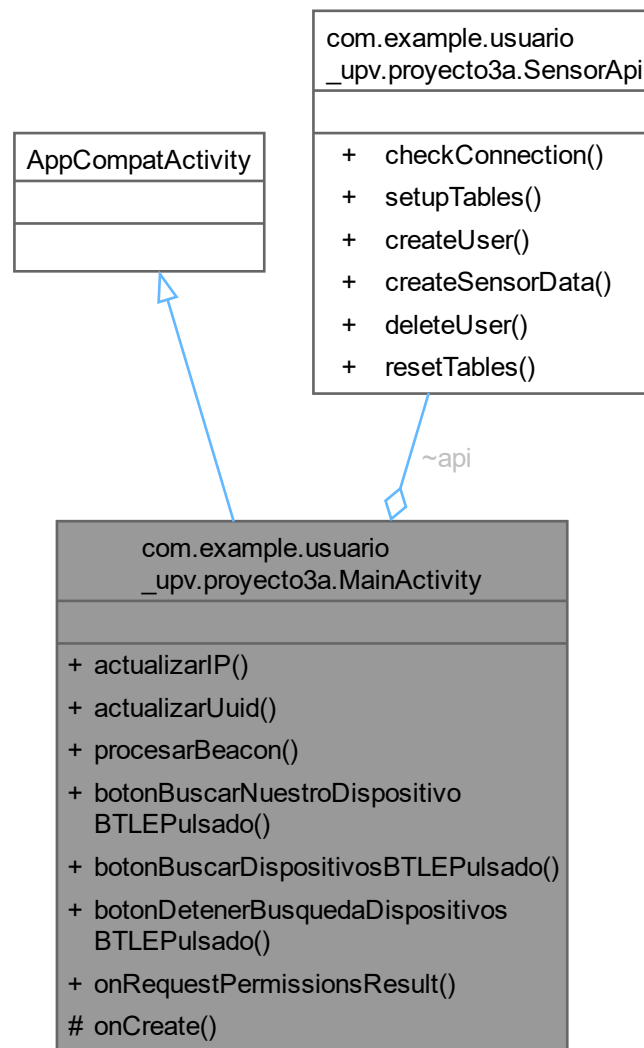 com.example.usuario
_upv.proyecto3a.SensorApi
+ checkConnection()
+ setupTables()
+ createUser()
+ createSensorData()
+ deleteUser()
+ resetTables()
AppCompatActivity
~api
com.example.usuario
_upv.proyecto3a.MainActivity
+ actualizarIP()
+ actualizarUuid()
+ procesarBeacon()
+ botonBuscarNuestroDispositivo
BTLEPulsado()
+ botonBuscarDispositivosBTLEPulsado()
+ botonDetenerBusquedaDispositivos
BTLEPulsado()
+ onRequestPermissionsResult()
# onCreate()